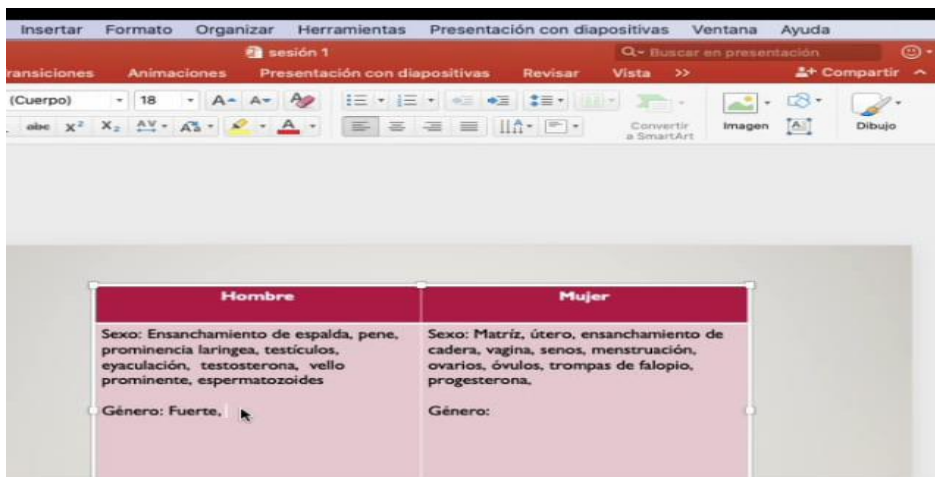 Insertar Formato Organizar Herramientas Presentación con diapositivas Ventana Ayuda
sesión 1
Buscar en presentación
ransiciones Animaciones Presentación con diapositivas Revisar Vista >> Compartir
(Cuerpo) 18 A A
abc X² X₂ AV Aa A
Convertir
a SmartArt
Imagen
A
Dibujo
Hombre
Sexo: Ensanchamiento de espalda, pene,
prominencia laringea, testículos,
eyaculación, testosterona, vello
prominente, espermatozoides
Género: Fuerte,
Mujer
Sexo: Matríz, útero, ensanchamiento de
cadera, vagina, senos, menstruación,
ovarios, óvulos, trompas de falopio,
progesterona,
Género: